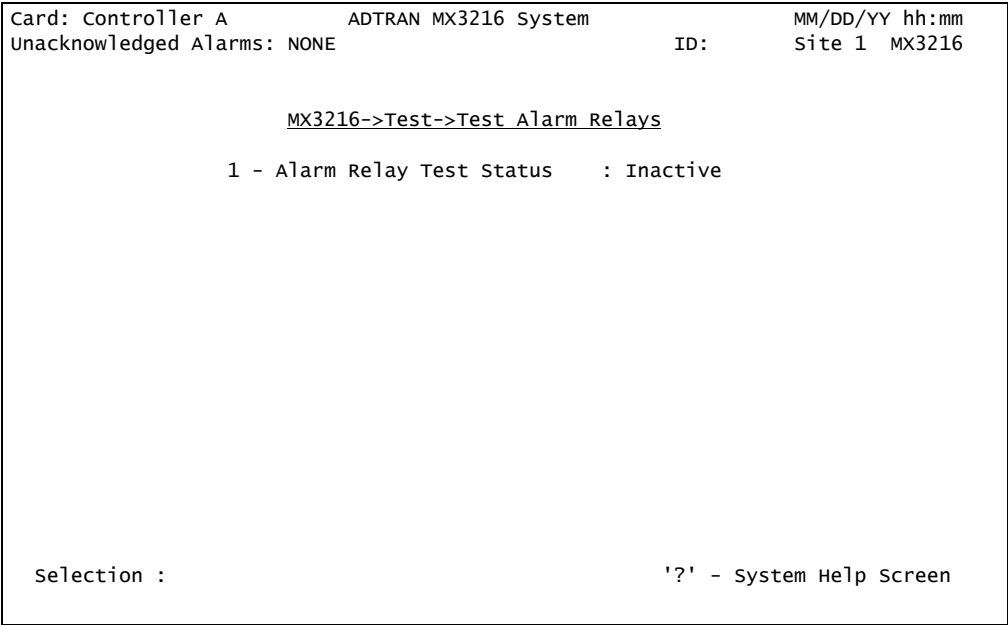 Card: Controller A ADTRAN MX3216 System MM/DD/YY hh:mm
Unacknowledged Alarms: NONE ID: Site 1 MX3216
MX3216->Test->Test Alarm Relays
1 - Alarm Relay Test Status : Inactive
Selection : '?' - System Help Screen